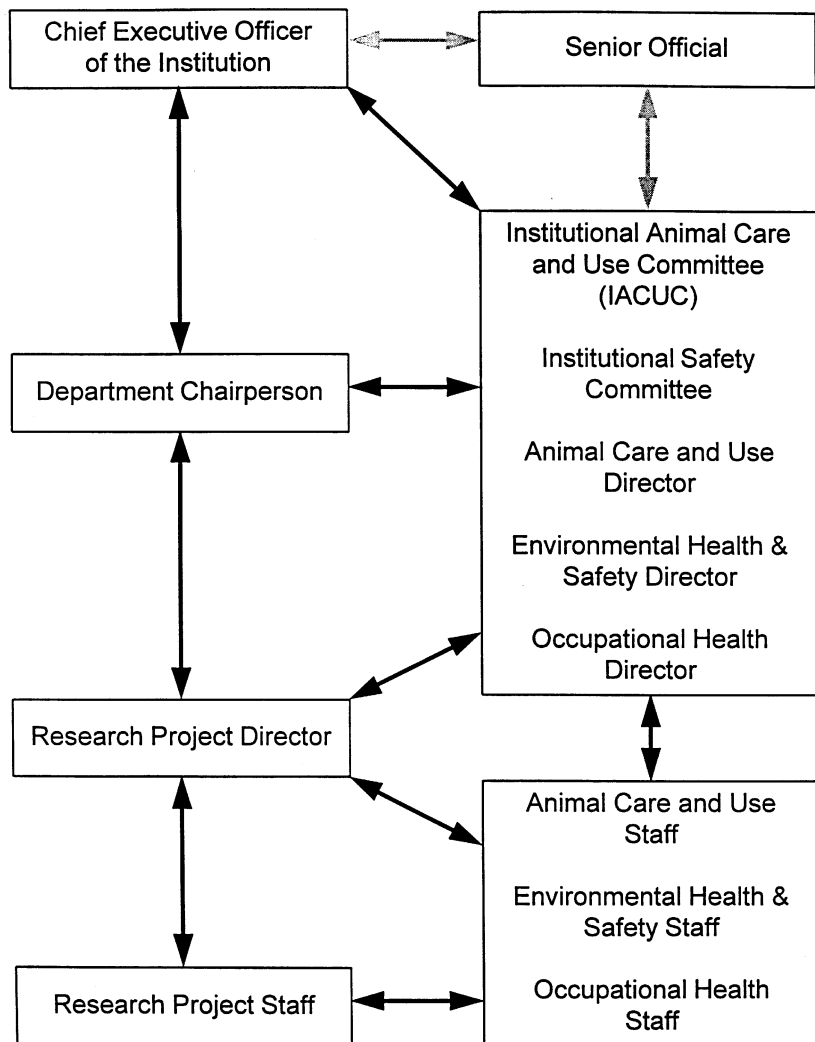 Chief Executive Officer
of the Institution
Senior Official
Institutional Animal Care
and Use Committee
(IACUC)
Institutional Safety
Committee
Animal Care and Use
Director
Environmental Health &
Safety Director
Occupational Health
Director
Department Chairperson
Research Project Director
Animal Care and Use
Staff
Environmental Health &
Safety Staff
Occupational Health
Staff
Research Project Staff